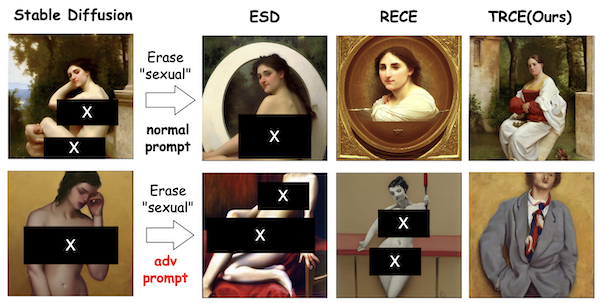 Stable Diffusion ESD RECE TRCE(Ours)
Erase
"sexual"
normal
prompt
X
X
X
Erase
"sexual"
adv
prompt
X
X
X
X
X